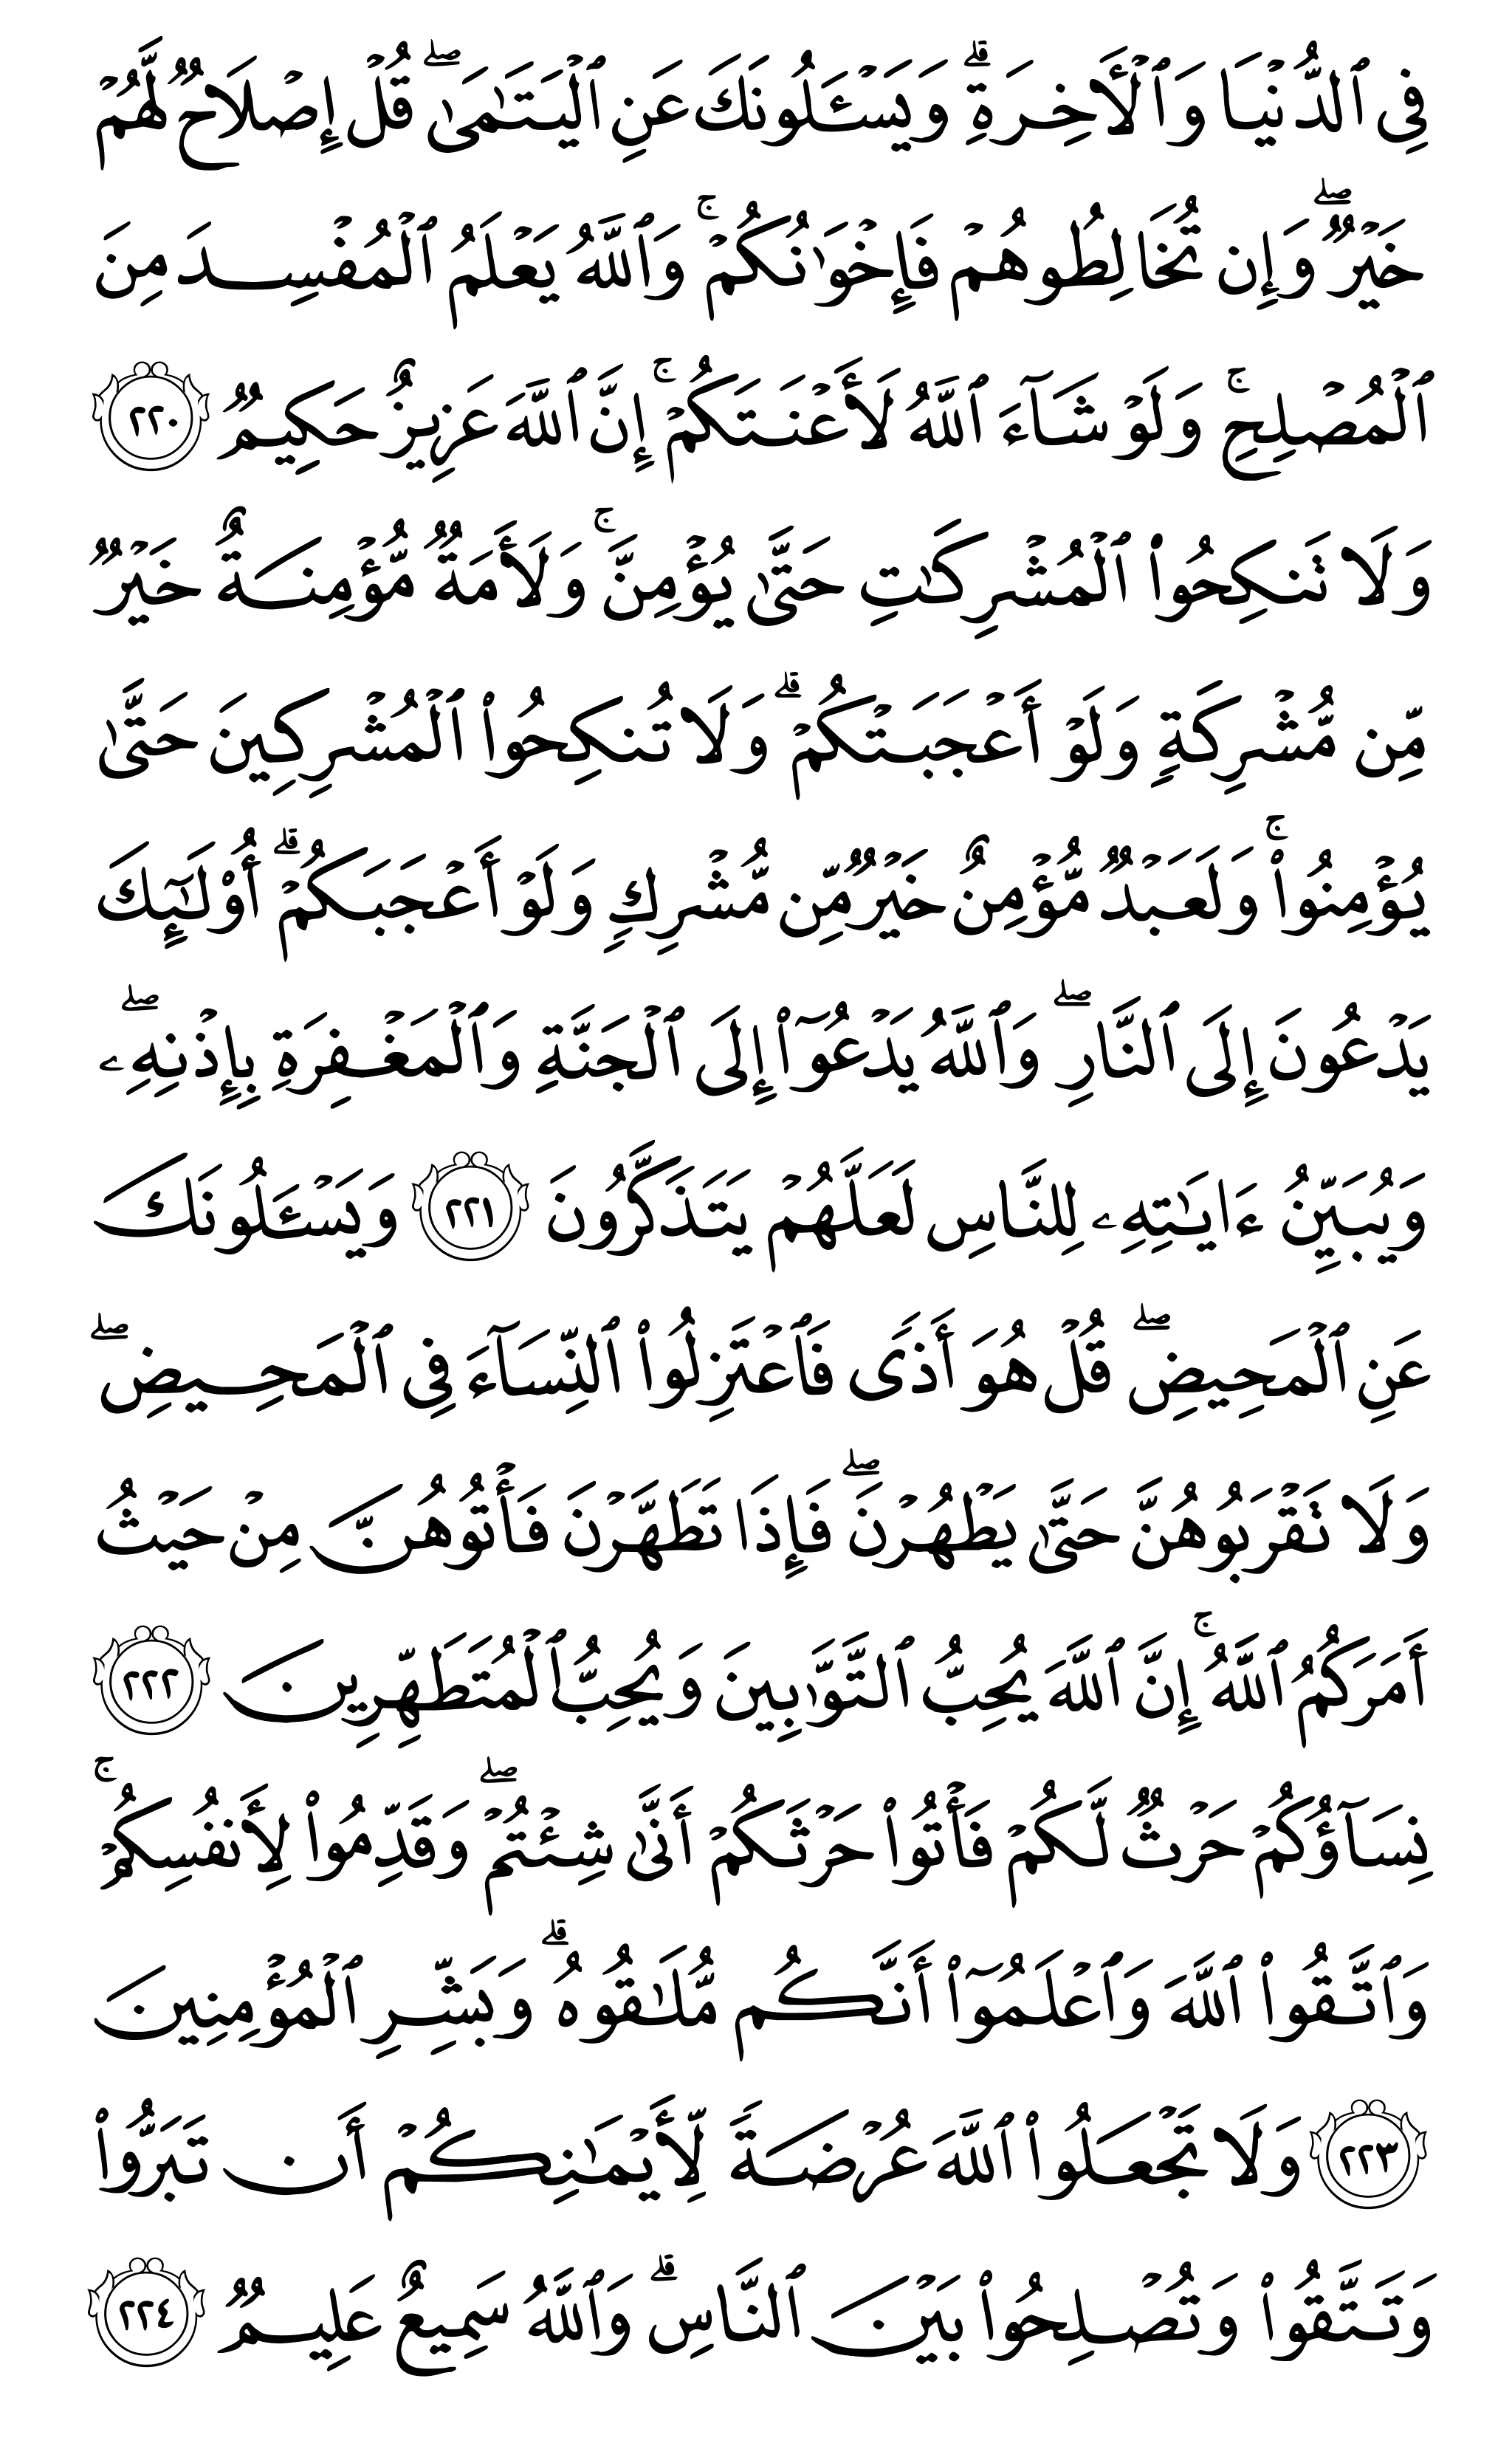 فِى ٱلدُّنۡيَا وَٱلۡأَخِرَةِۗ وَيَسۡـَٔلُونَكَ عَنِ ٱلۡيَتَـٰمَىٰۖ قُلۡ إِصۡلَاحٌ لَّهُمۡ
خَيۡرٌۖ وَإِن تُخَالِطُوهُمۡ فَإِخۡوَٰنُكُمۡۚ وَٱللَّهُ يَعۡلَمُ ٱلۡمُفۡسِدَ مِنَ
ٱلۡمُصۡلِحِۚ وَلَوۡ شَآءَ ٱللَّهُ لَأَعۡنَتَكُمۡۚ إِنَّ ٱللَّهَ عَزِيزٌ حَكِيمٌ ٢٢٠
وَلَا تَنكِحُوا۟ ٱلۡمُشۡرِكَـٰتِ حَتَّىٰ يُؤۡمِنَّۚ وَلَأَمَةٌ مُّؤۡمِنَةٌ خَيۡرٌ
مِّن مُّشۡرِكَةٍ وَلَوۡ أَعۡجَبَتۡكُمۡۗ وَلَا تُنكِحُوا۟ ٱلۡمُشۡرِكِينَ حَتَّىٰ
يُؤۡمِنُوا۟ۚ وَلَعَبۡدٌ مُّؤۡمِنٌ خَيۡرٌ مِّن مُّشۡرِكٍ وَلَوۡ أَعۡجَبَكُمۡۗ أُو۟لَـٰٓئِكَ
يَدۡعُونَ إِلَى ٱلنَّارِۖ وَٱللَّهُ يَدۡعُوٓا۟ إِلَى ٱلۡجَنَّةِ وَٱلۡمَغۡفِرَةِ بِإِذۡنِهِۦۖ
وَيُبَيِّنُ ءَايَـٰتِهِۦ لِلنَّاسِ لَعَلَّهُمۡ يَتَذَكَّرُونَ ٢٢١ وَيَسۡـَٔلُونَكَ
عَنِ ٱلۡمَحِيضِۖ قُلۡ هُوَ أَذًى فَٱعۡتَزِلُوا۟ ٱلنِّسَآءَ فِى ٱلۡمَحِيضِۖ
وَلَا تَقۡرَبُوهُنَّ حَتَّىٰ يَطۡهُرۡنَۖ فَإِذَا تَطَهَّرۡنَ فَأۡتُوهُنَّ مِنۡ حَيۡثُ
أَمَرَكُمُ ٱللَّهُۚ إِنَّ ٱللَّهَ يُحِبُّ ٱلتَّوَّٰبِينَ وَيُحِبُّ ٱلۡمُتَطَهِّرِينَ ٢٢٢
نِسَآؤُكُمۡ حَرۡثٌ لَّكُمۡ فَأۡتُوا۟ حَرۡثَكُمۡ أَنَّىٰ شِئۡتُمۡۖ وَقَدِّمُوا۟ لِأَنفُسِكُمۡۚ
وَٱتَّقُوا۟ ٱللَّهَ وَٱعۡلَمُوٓا۟ أَنَّكُم مُّلَـٰقُوهُۗ وَبَشِّرِ ٱلۡمُؤۡمِنِينَ
٢٢٣ وَلَا تَجۡعَلُوا۟ ٱللَّهَ عُرۡضَةً لِّأَيۡمَـٰنِكُمۡ أَن تَبَرُّوا۟
وَتَتَّقُوا۟ وَتُصۡلِحُوا۟ بَيۡنَ ٱلنَّاسِۗ وَٱللَّهُ سَمِيعٌ عَلِيمٌ ٢٢٤